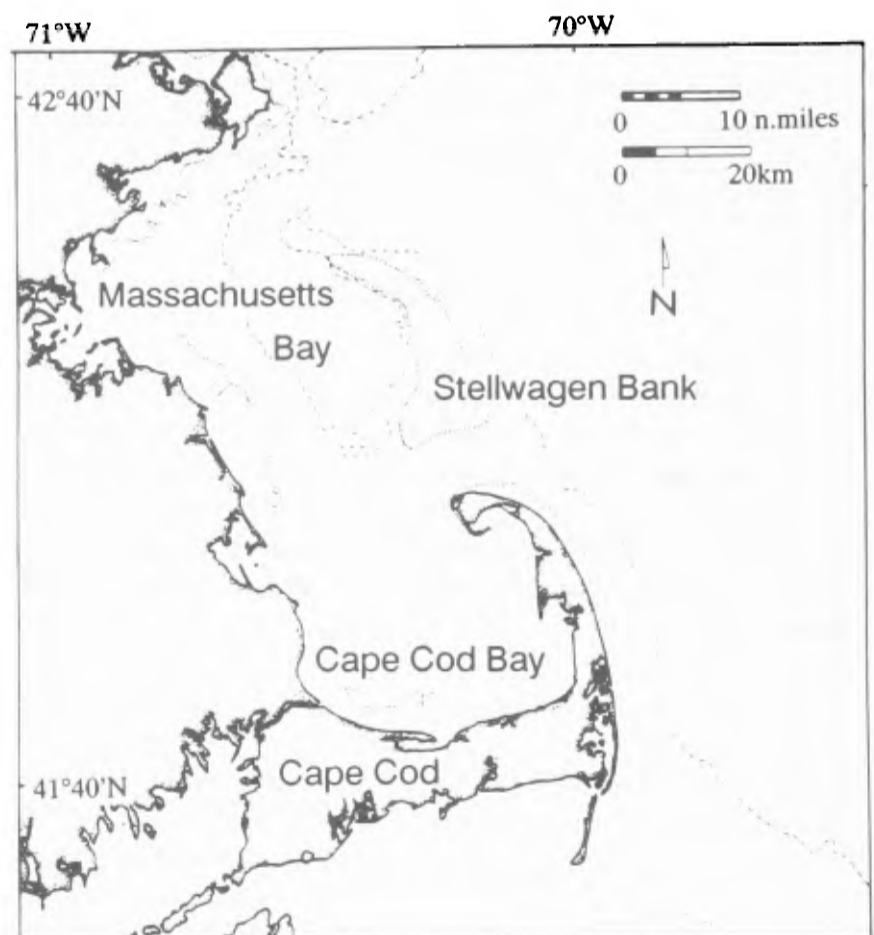 71°W 70°W
42°40'N
0 10 n.miles
0 20km
N
Massachusetts
Bay
Stellwagen Bank
Cape Cod Bay
Cape Cod
41°40'N